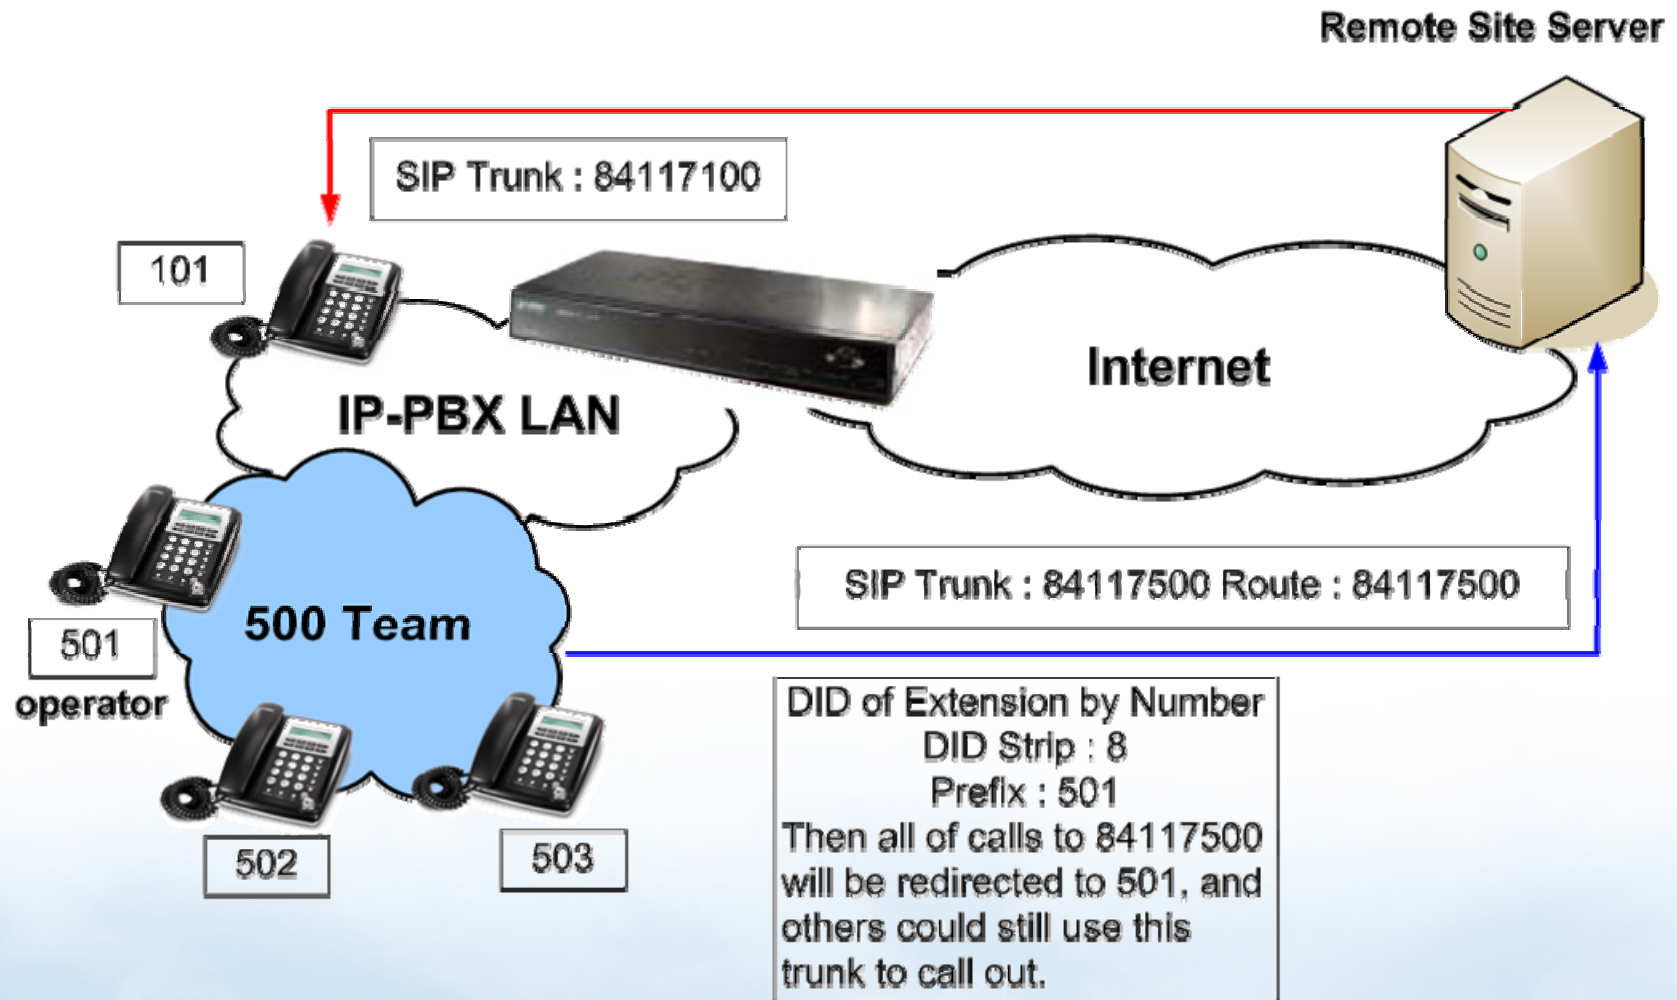 Remote Site Server
SIP Trunk : 84117100
101
Internet
IP-PBX LAN
SIP Trunk : 84117500 Route : 84117500
500 Team
501
operator
DID of Extension by Number
DID Strip : 8
Prefix : 501
Then all of calls to 84117500
will be redirected to 501, and
others could still use this
trunk to call out.
502
503